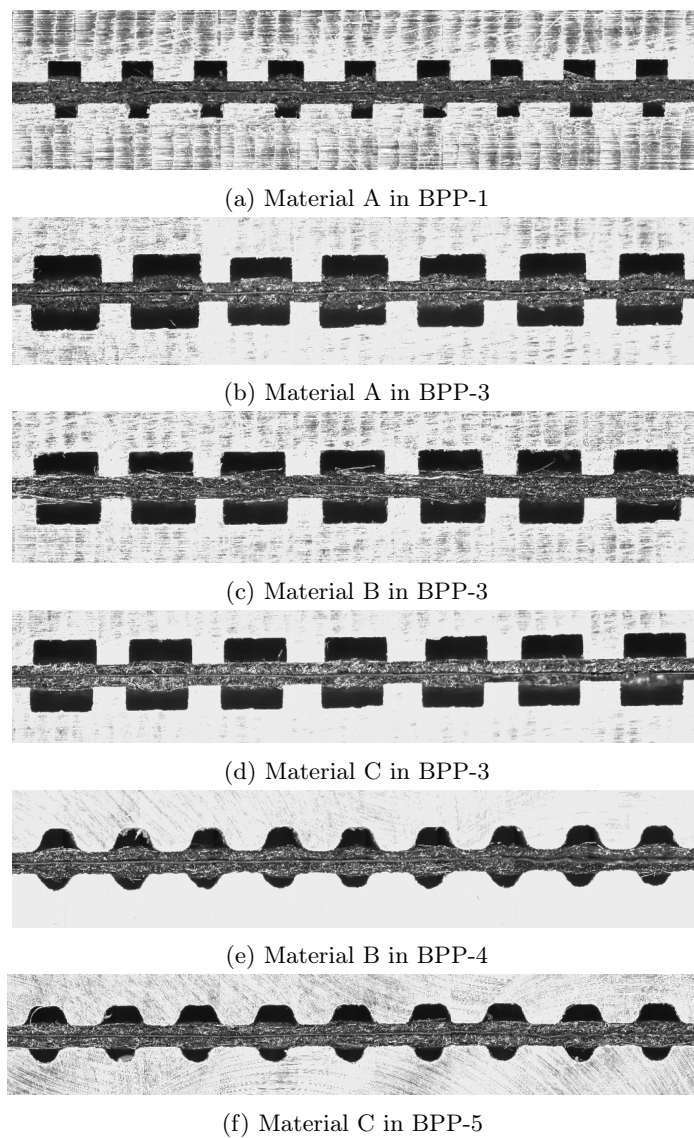 (a) Material A in BPP-1
(b) Material A in BPP-3
(c) Material B in BPP-3
(d) Material C in BPP-3
(e) Material B in BPP-4
(f) Material C in BPP-5